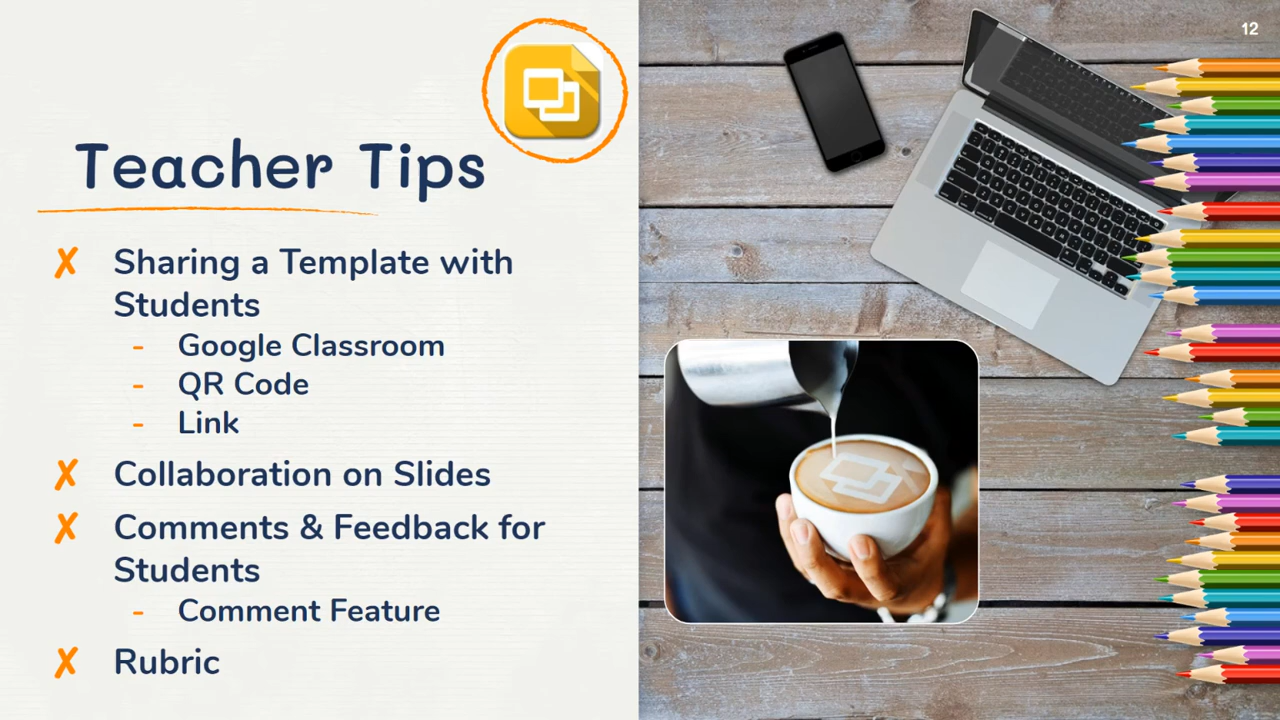 12
Teacher Tips
✗ Sharing a Template with
Students
- Google Classroom
- QR Code
- Link
✗ Collaboration on Slides
✗ Comments & Feedback for
Students
- Comment Feature
✗ Rubric